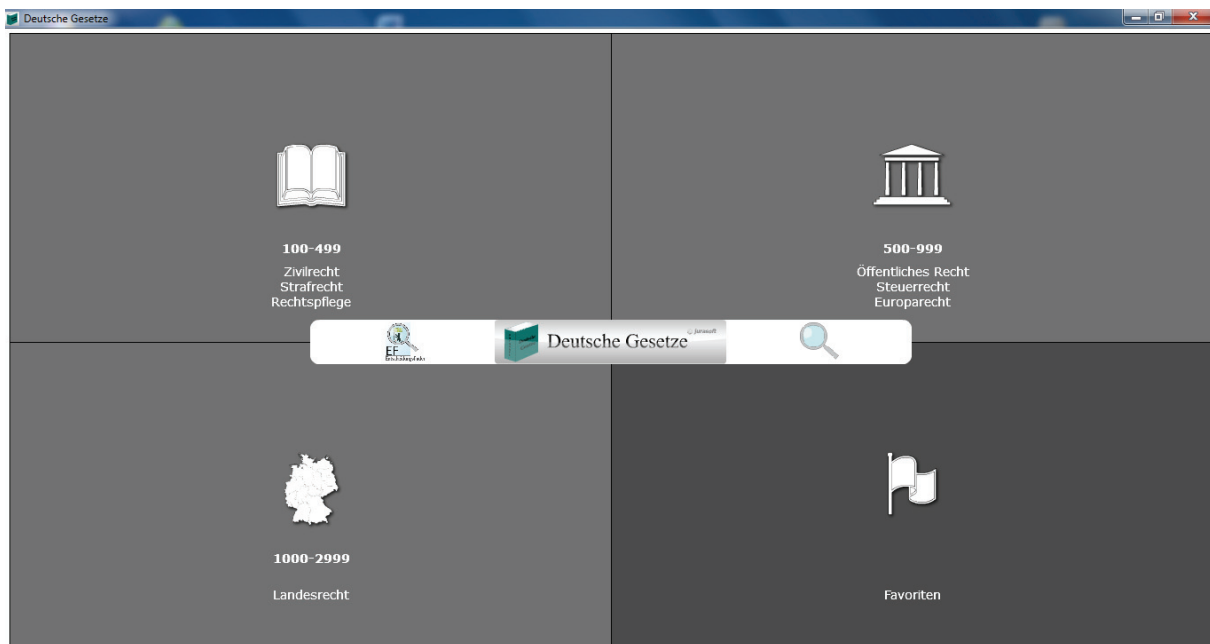 Deutsche Gesetze
100-499
Zivilrecht
Strafrecht
Rechtspflege
500-999
Öffentliches Recht
Steuerrecht
Europarecht
EF
Deutsche Gesetze
jurasoft
1000-2999
Landesrecht
Favoriten